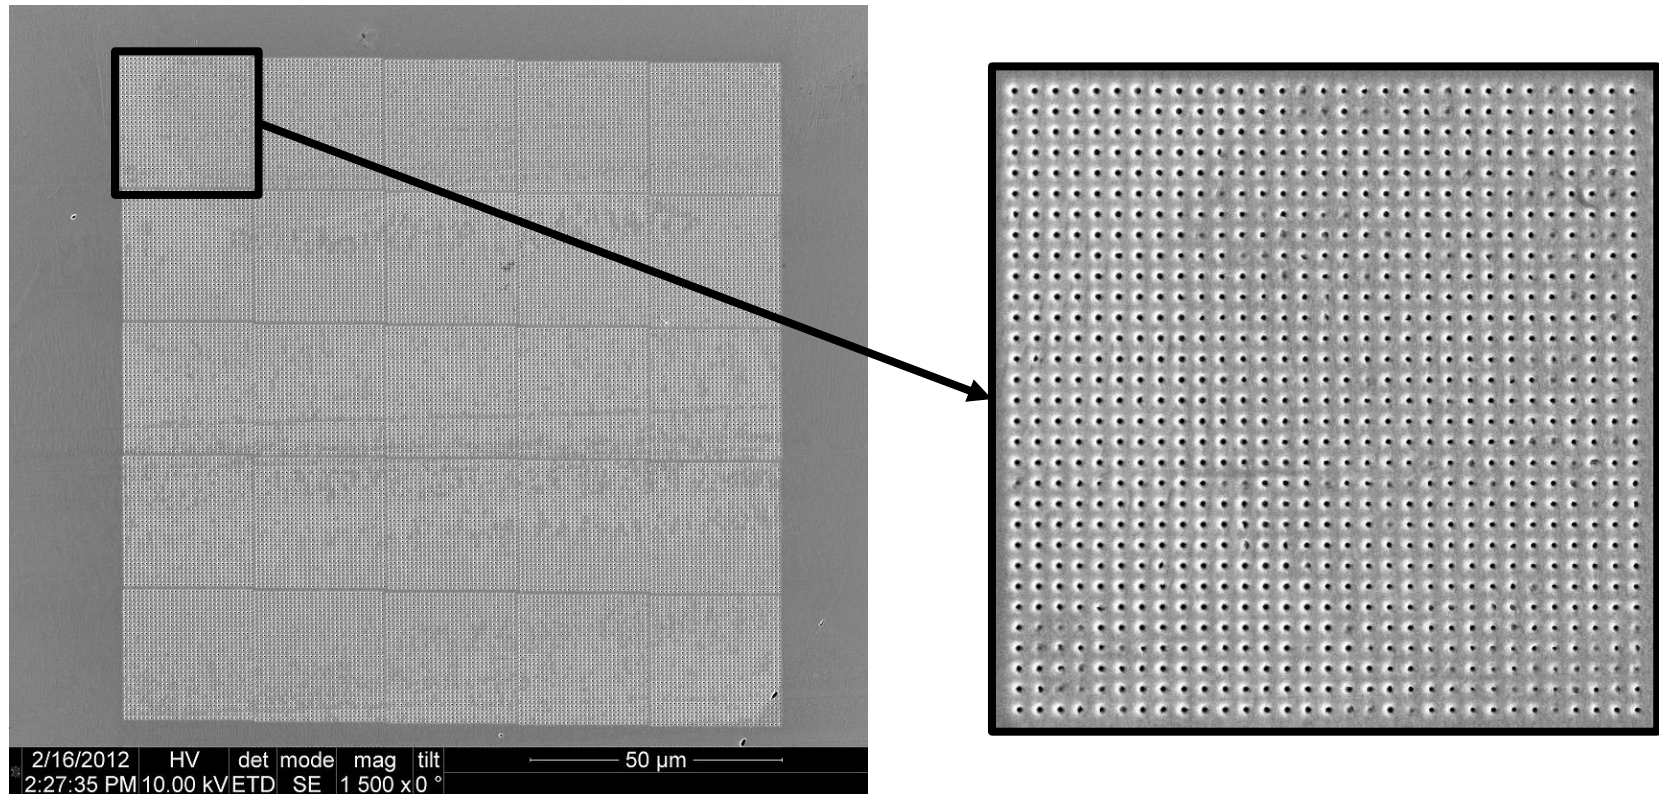 2/16/2012 HV det mode mag tilt 50 µm
2:27:35 PM 10.00 kV ETD SE 1 500 x 0 °